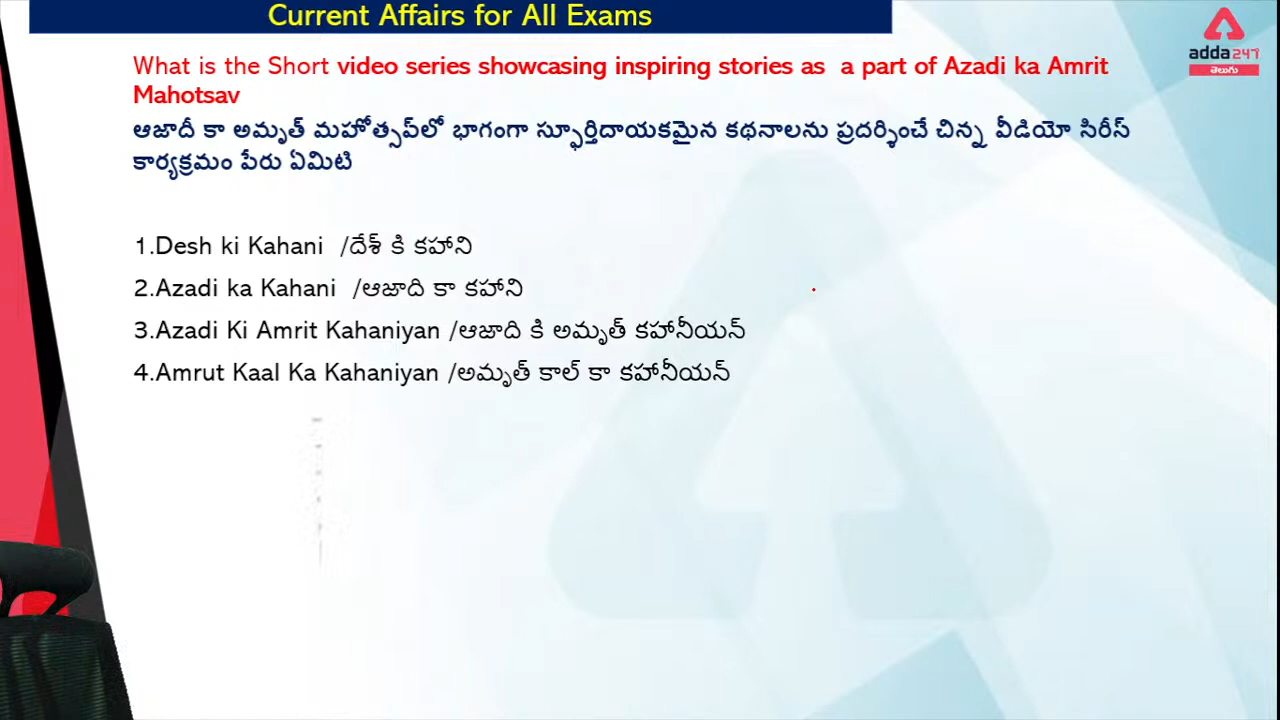 Current Affairs for All Exams
adda247
తెలుగు
What is the Short video series showcasing inspiring stories as a part of Azadi ka Amrit
Mahotsav
ఆజాదీ కా అమృత్ మహోత్సవ్‌లో భాగంగా స్ఫూర్తిదాయకమైన కథనాలను ప్రదర్శించే చిన్న వీడియో సిరీస్
కార్యక్రమం పేరు ఏమిటి
1.Desh ki Kahani /దేశ్ కి కహాని
2.Azadi ka Kahani /ఆజాది కా కహాని
3.Azadi Ki Amrit Kahaniyan /ఆజాది కి అమృత్ కహానీయన్
4.Amrut Kaal Ka Kahaniyan /అమృత్ కాల్ కా కహానీయన్